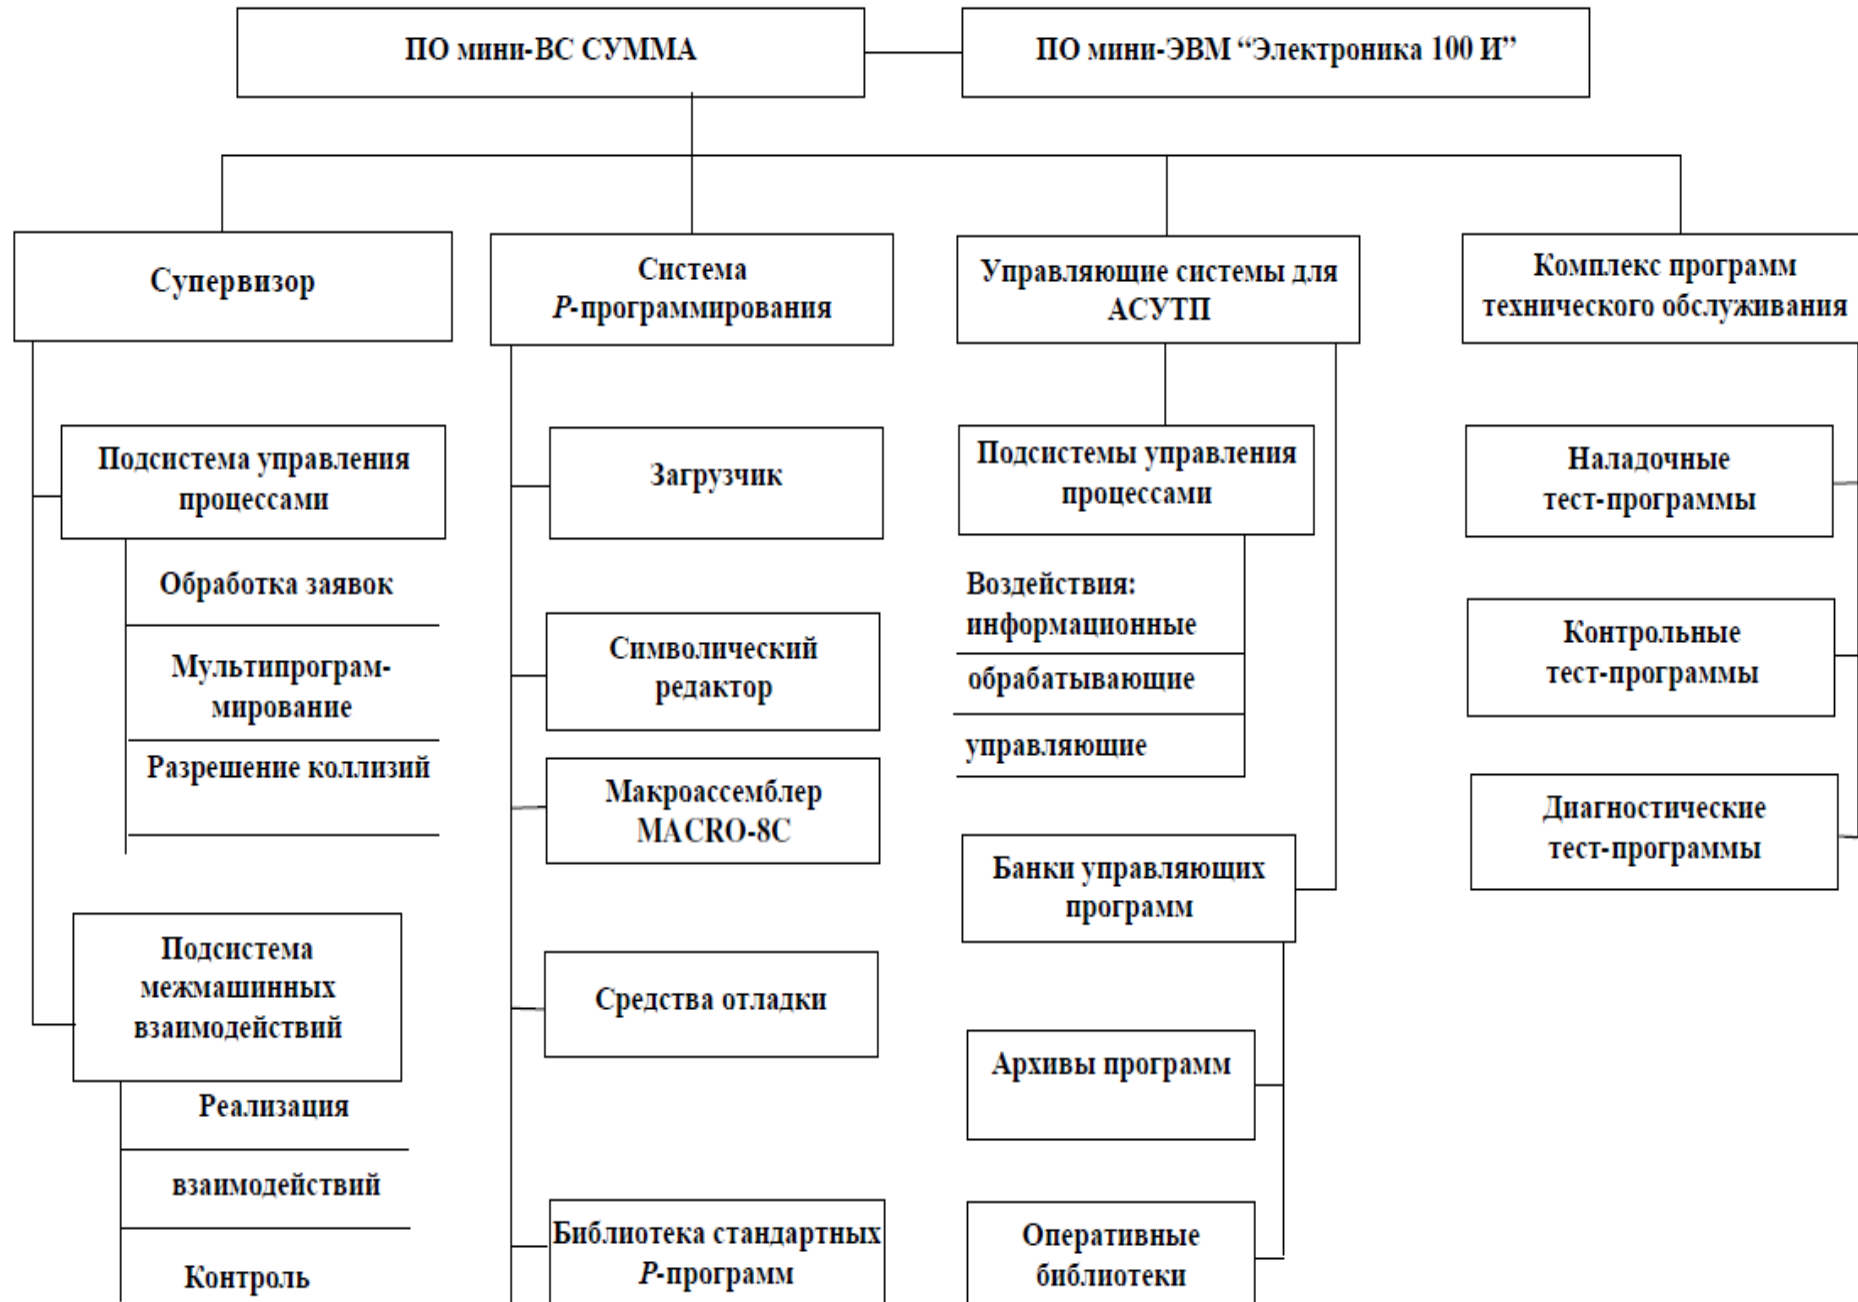 ПО мини-ВС СУММА
ПО мини-ЭВМ “Электроника 100 И”
Супервизор
Система
P-программирования
Управляющие системы для
АСУТП
Комплекс программ
технического обслуживания
Подсистема управления
процессами
Обработка заявок
Мультипрограм-
мирование
Разрешение коллизий
Подсистема
межмашинных
взаимодействий
Реализация
взаимодействий
Контроль
Загрузчик
Символический
редактор
Макроассемблер
MACRO-8C
Средства отладки
Библиотека стандартных
P-программ
Подсистемы управления
процессами
Воздействия:
информационные
обрабатывающие
управляющие
Банки управляющих
программ
Архивы программ
Оперативные
библиотеки
Наладочные
тест-программы
Контрольные
тест-программы
Диагностические
тест-программы